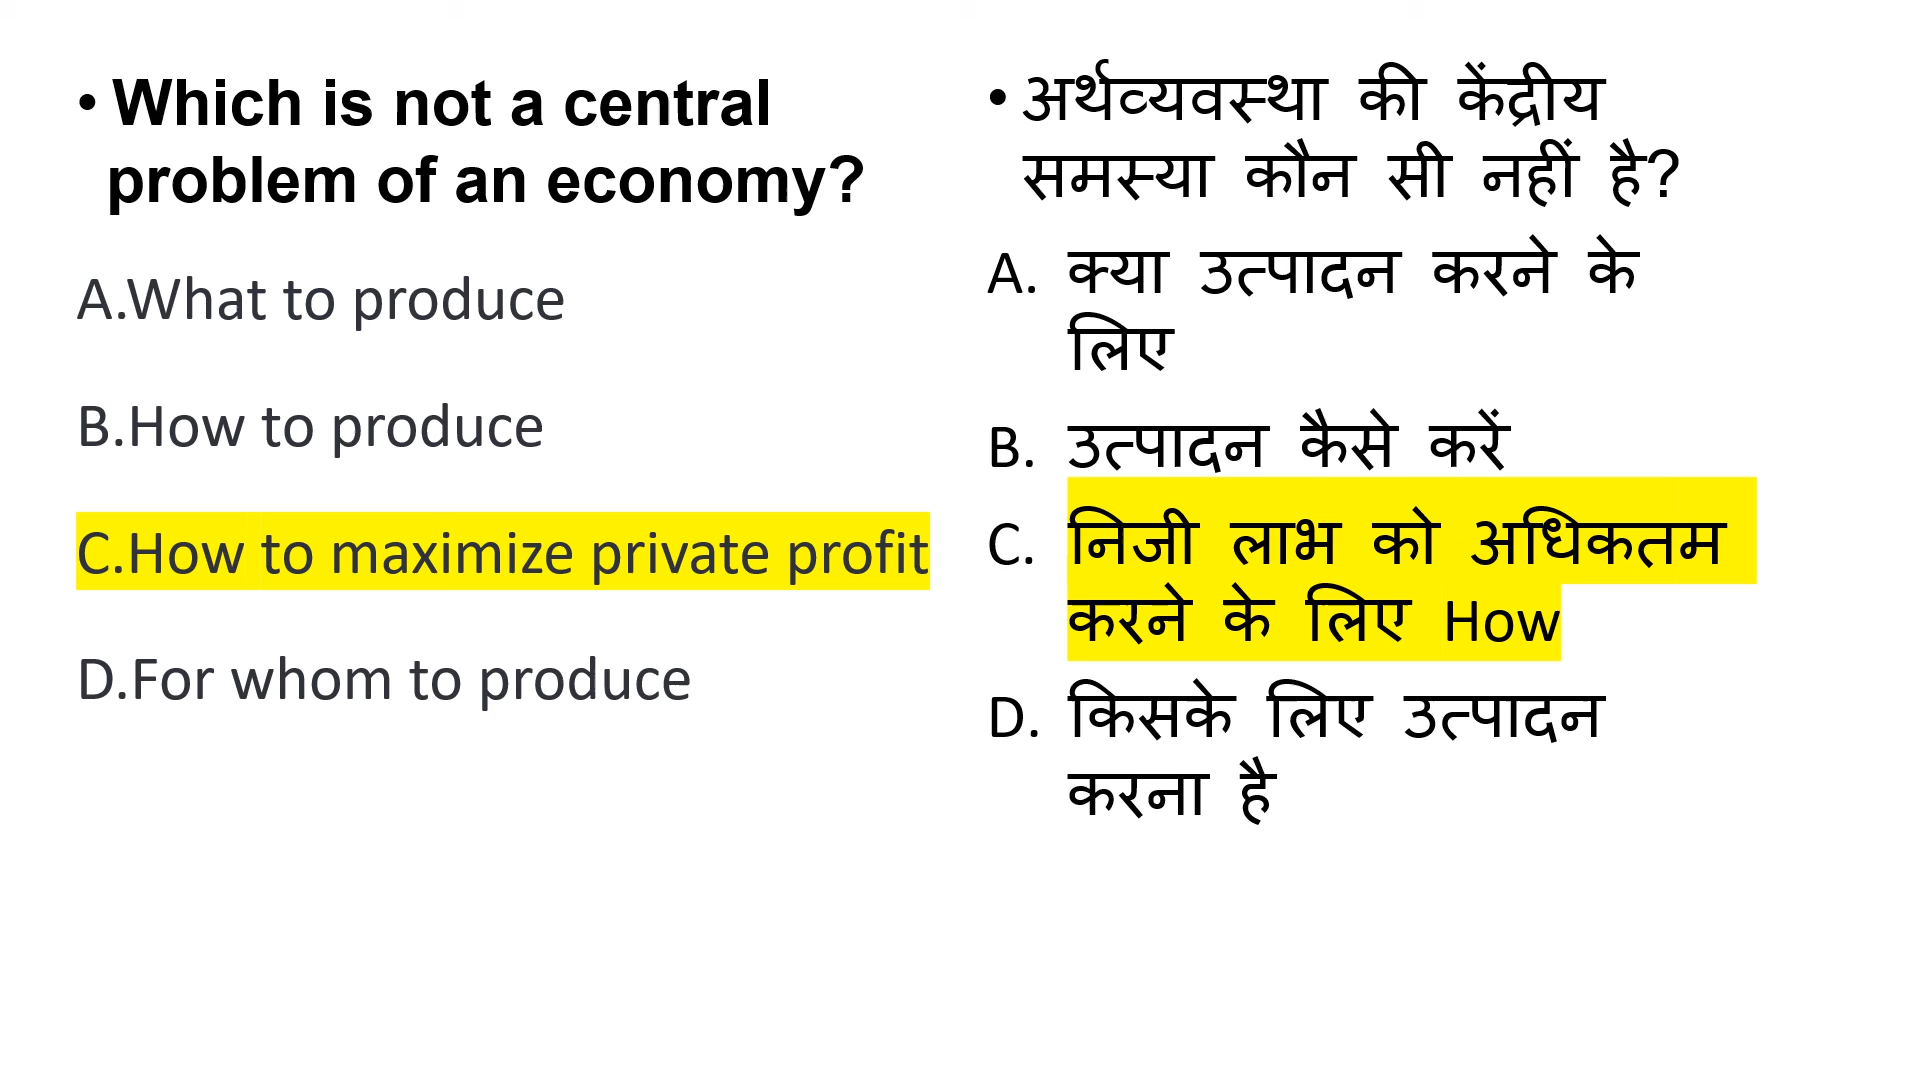 • Which is not a central
problem of an economy?
A.What to produce
B.How to produce
C.How to maximize private profit
D.For whom to produce
• अर्थव्यवस्था की केंद्रीय
समस्या कौन सी नहीं है?
A. क्या उत्पादन करने के
लिए
B. उत्पादन कैसे करें
C. निजी लाभ को अधिकतम
करने के लिए How
D. किसके लिए उत्पादन
करना है